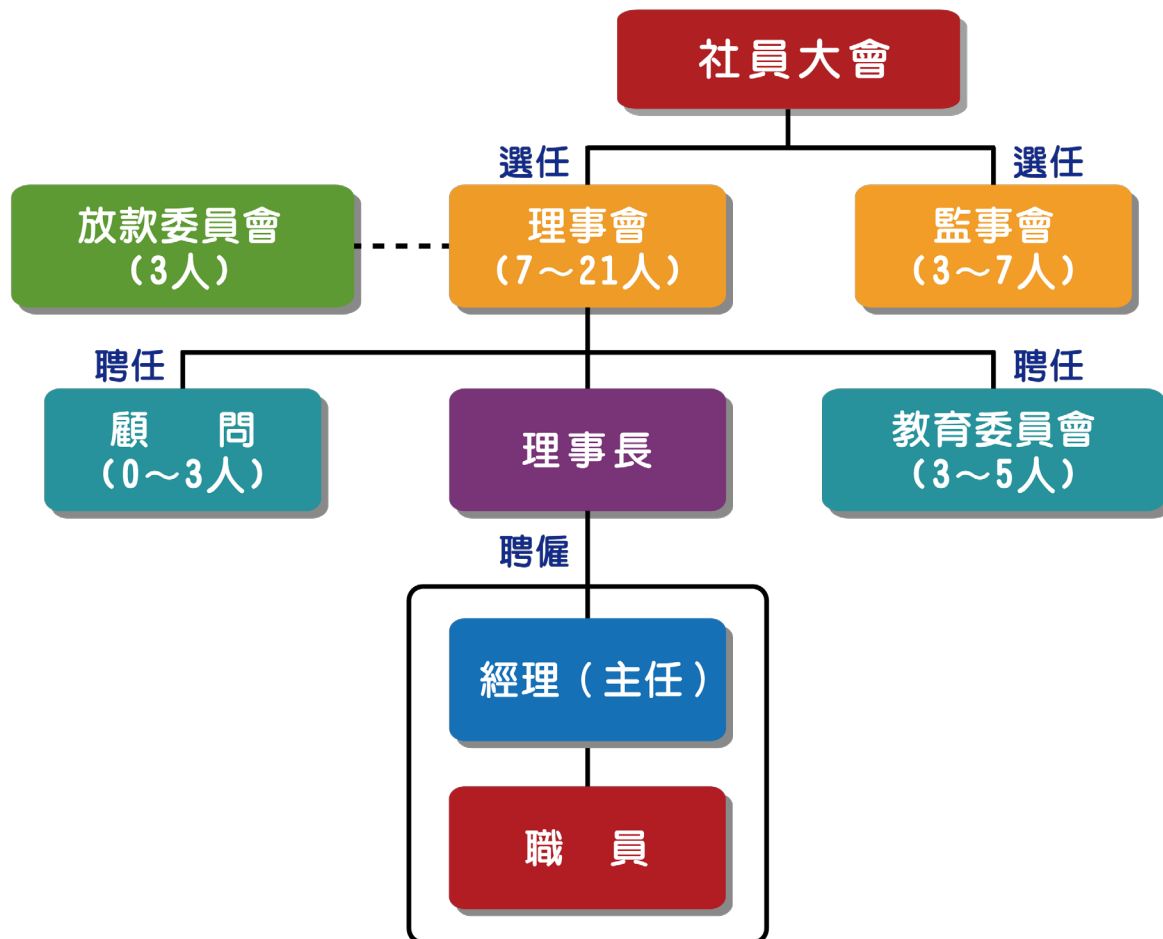 社員大會
選任
選任
放款委員會
(3人)
理事會
(7～21人)
監事會
(3～7人)
聘任
聘任
顧　問
(0～3人)
理事長
教育委員會
(3～5人)
聘僱
經理(主任)
職　員